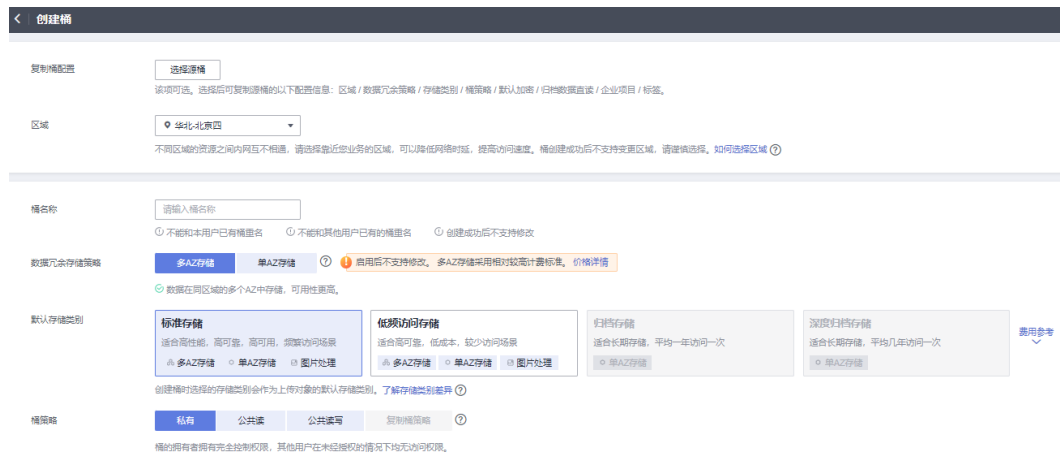 创建桶
复制桶配置
选择源桶
该项可选。选择后可复制源桶的以下配置信息：区域 / 数据冗余策略 / 存储类别 / 桶策略 / 默认加密 / 归档数据直读 / 企业项目 / 标签。
区域
华北-北京四
不同区域的资源之间内网互不相通，请选择靠近您业务的区域，可以降低网络时延，提高访问速度。桶创建成功后不支持变更区域，请谨慎选择。如何选择区域
桶名称
请输入桶名称
不能和本用户已有桶重名 不能和其他用户已有的桶重名 创建成功后不支持修改
数据冗余存储策略
多AZ存储 单AZ存储 启用后不支持修改。 多AZ存储采用相对较高计费标准。 价格详情
数据在同区域的多个AZ中存储，可用性更高。
默认存储类别
标准存储
适合高性能，高可靠，高可用，频繁访问场景
多AZ存储 单AZ存储 图片处理
低频访问存储
适合高可靠，低成本，较少访问场景
多AZ存储 单AZ存储 图片处理
归档存储
适合长期存储，平均一年访问一次
单AZ存储
深度归档存储
适合长期存储，平均几年访问一次
单AZ存储
费用参考
创建桶时选择的存储类别会作为上传对象的默认存储类别。了解存储类别差异
桶策略
私有 公共读 公共读写 复制桶策略
桶的拥有者拥有完全控制权限，其他用户在未经授权的情况下均无访问权限。